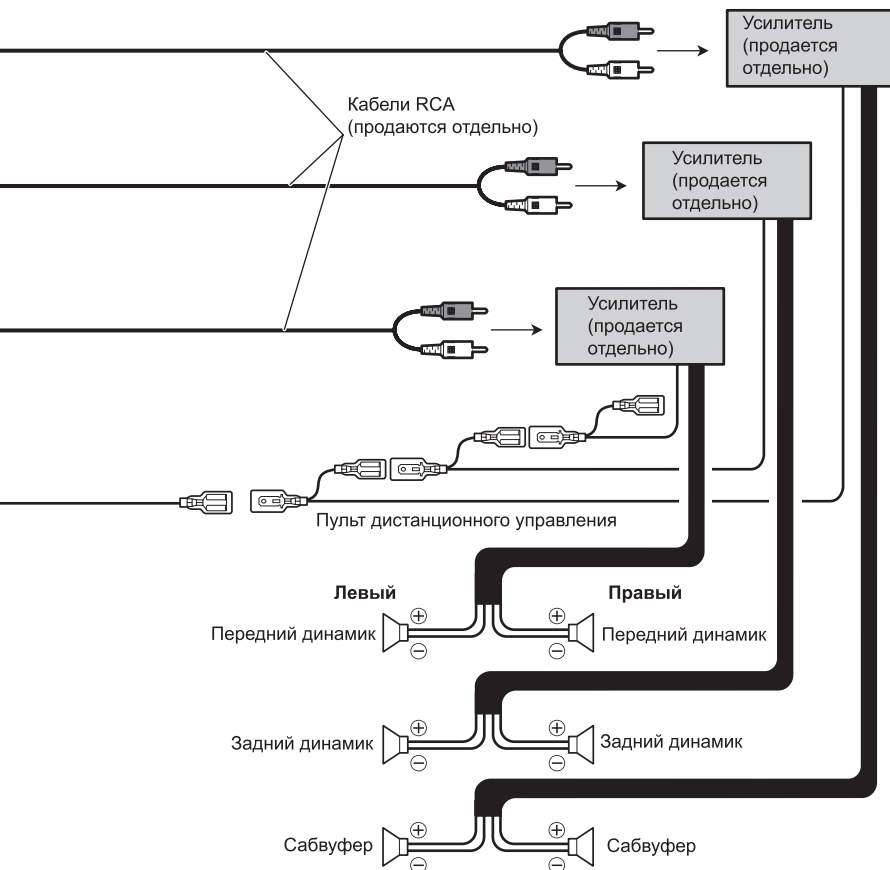 Усилитель
(продается
отдельно)
Кабели RCA
(продаются отдельно)
Усилитель
(продается
отдельно)
Усилитель
(продается
отдельно)
Пульт дистанционного управления
Левый
Правый
Передний динамик
+
+
Передний динамик
−
−
Задний динамик
+
+
Задний динамик
−
−
Сабвуфер
+
+
Сабвуфер
−
−